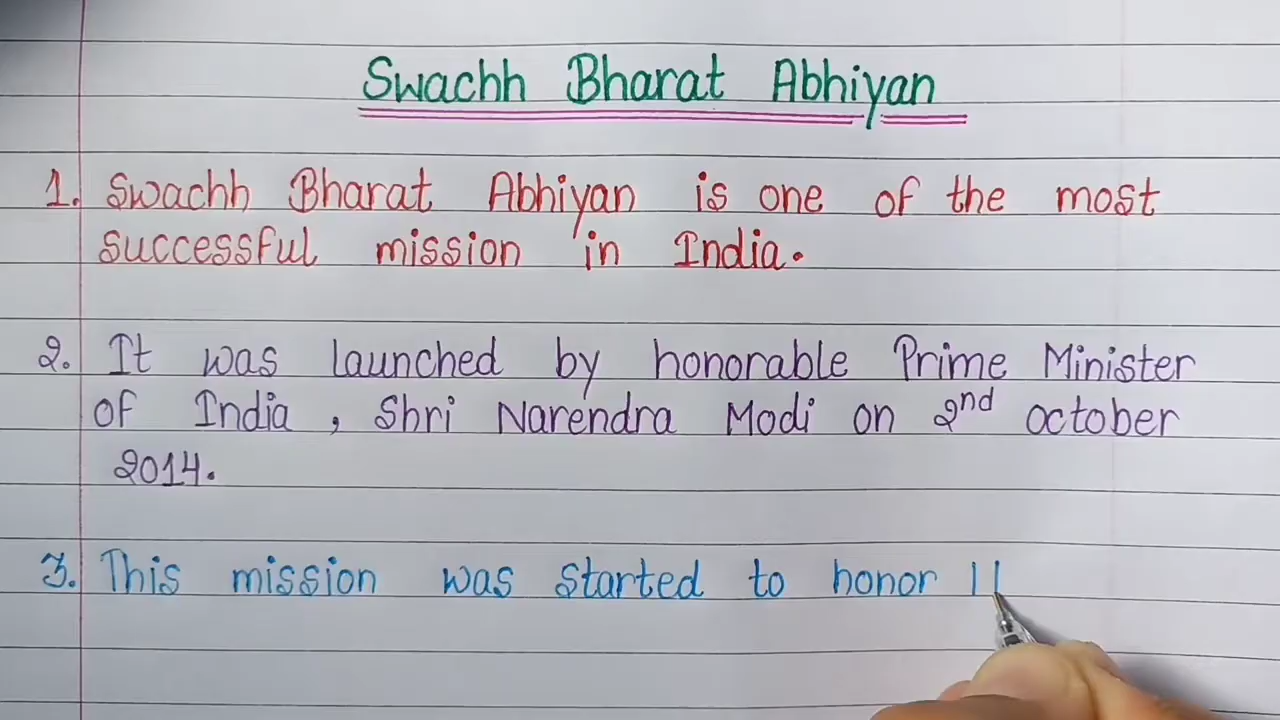 Swachh Bharat Abhiyan
1. Swachh Bharat Abhiyan is one of the most
successful mission in India.
2. It was launched by honorable Prime Minister
of India, Shri Narendra Modi on 2nd october
2014.
3. This mission was started to honor